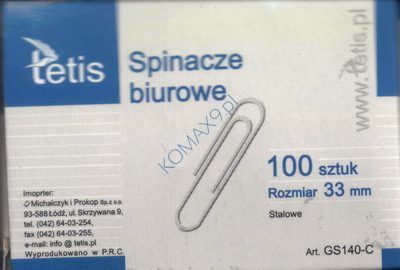 tetis
Spinacze
biurowe
www.tetis.pl
KOMAX9.pl
100 sztuk
Rozmiar 33 mm
Stalowe
Imoprter:
Michalczyk i Prokop Sp. z o.o.
93-588 Łódź, ul. Skrzywana 9,
tel. (042) 64-03-254,
fax (042) 64-03-255,
e-mail: info @ tetis.pl
Wyprodukowano w P.R.C.
Art. GS140-C